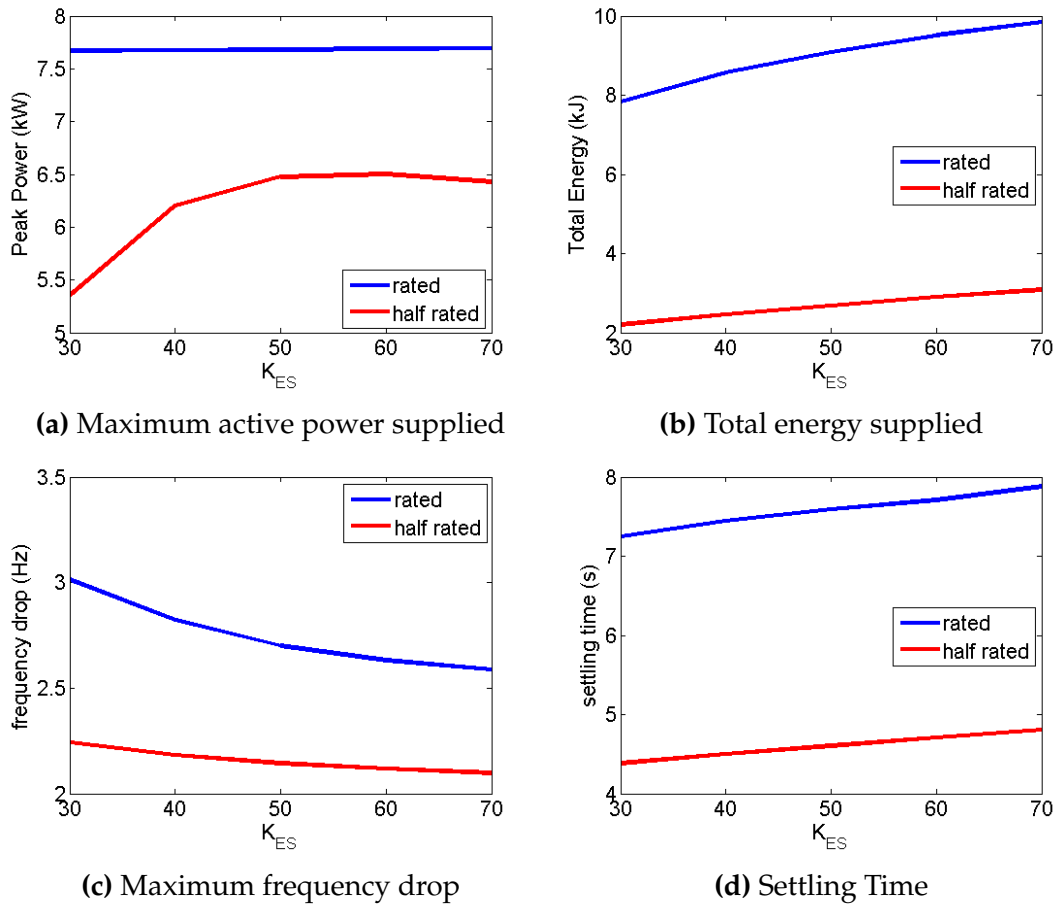 8
7.5
7
6.5
6
5.5
5
Peak Power (kW)
rated
half rated
30 40 50 60 70
K_ES
(a) Maximum active power supplied
10
8
6
4
2
Total Energy (kJ)
rated
half rated
30 40 50 60 70
K_ES
(b) Total energy supplied
3.5
3
2.5
2
frequency drop (Hz)
rated
half rated
30 40 50 60 70
K_ES
(c) Maximum frequency drop
8
7
6
5
4
settling time (s)
rated
half rated
30 40 50 60 70
K_ES
(d) Settling Time